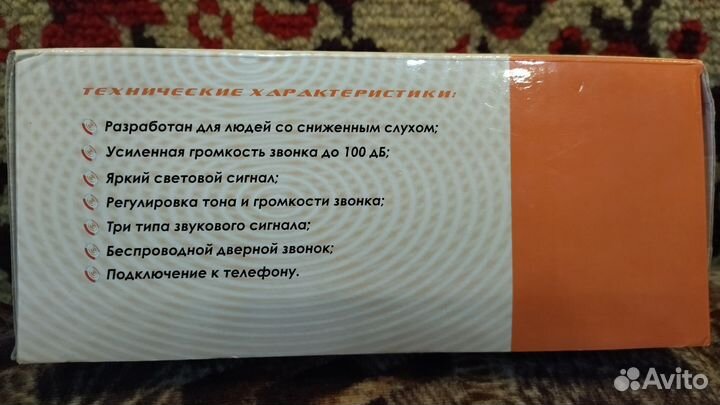 ТЕХНИЧЕСКИЕ ХАРАКТЕРИСТИКИ:
Разработан для людей со сниженным слухом;
Усиленная громкость звонка до 100 дБ;
Яркий световой сигнал;
Регулировка тона и громкости звонка;
Три типа звукового сигнала;
Беспроводной дверной звонок;
Подключение к телефону.
Avito